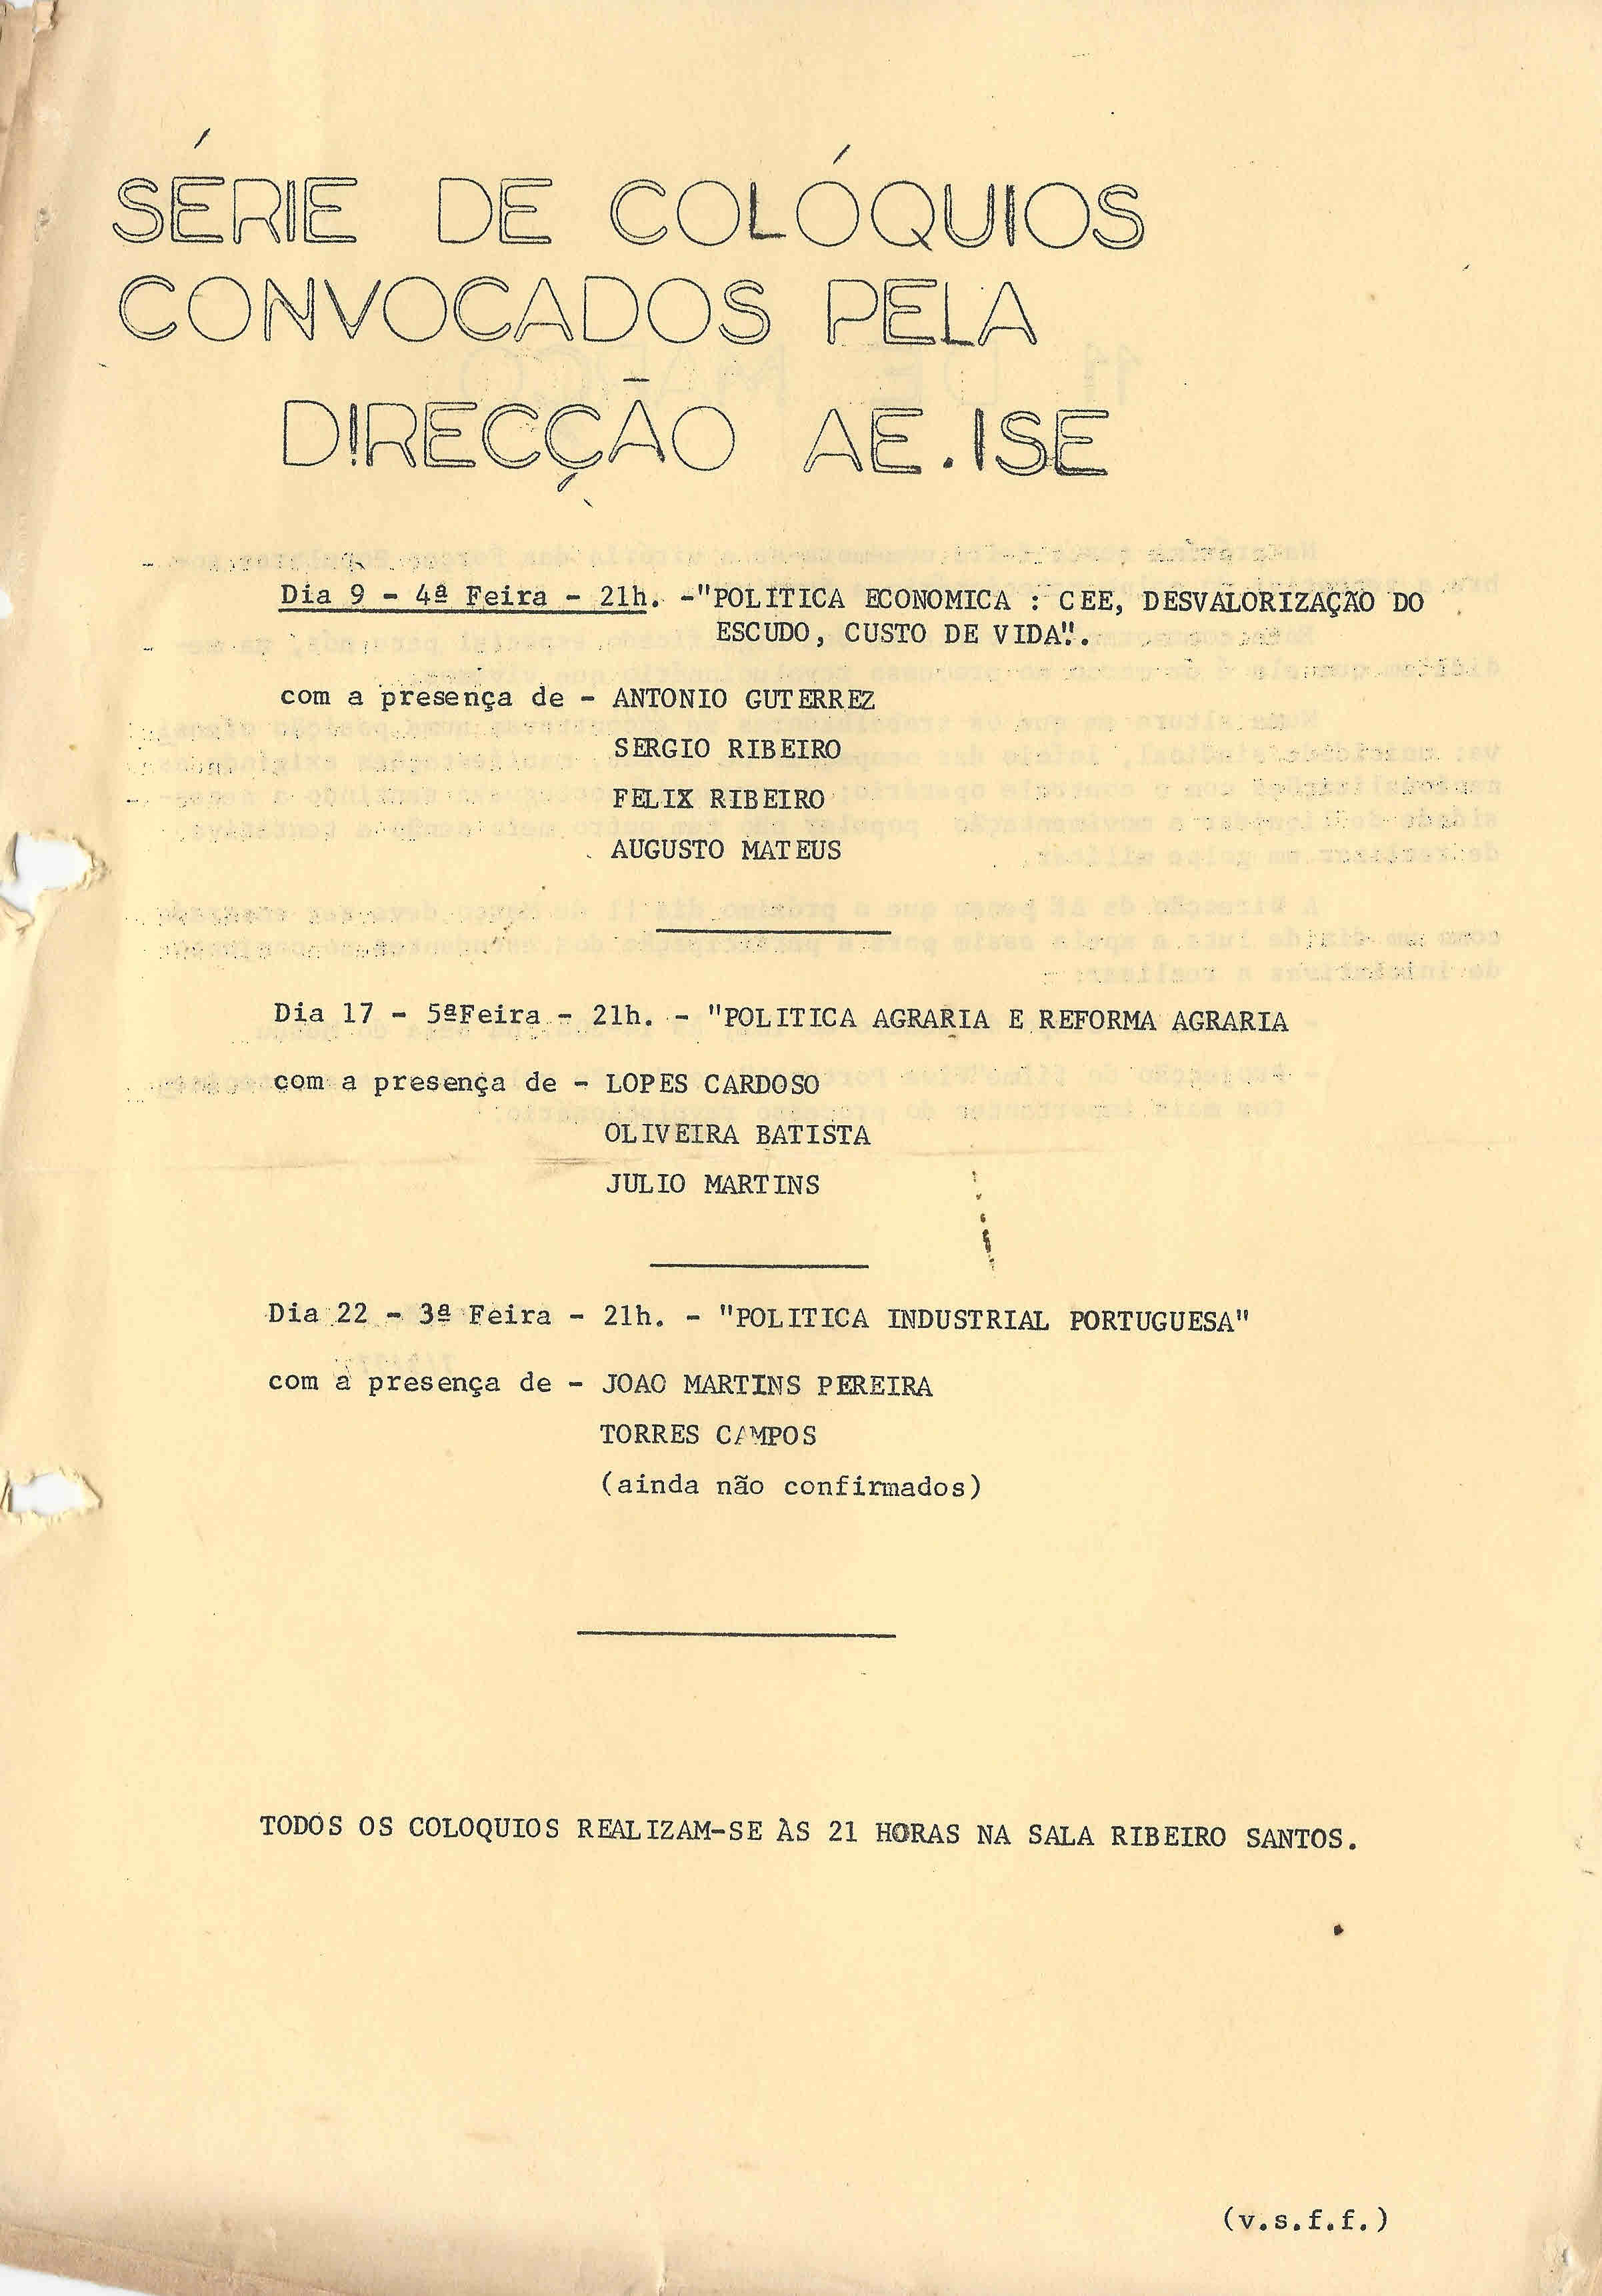 SÉRIE DE COLÓQUIOS
CONVOCADOS PELA
DIRECÇÃO AE.ISE
Dia 9 - 4ª Feira - 21h. -"POLITICA ECONOMICA : CEE, DESVALORIZAÇÃO DO
ESCUDO, CUSTO DE VIDA".
com a presença de - ANTONIO GUTERREZ
SERGIO RIBEIRO
FELIX RIBEIRO
AUGUSTO MATEUS
Dia 17 - 5ªFeira - 21h. - "POLITICA AGRARIA E REFORMA AGRARIA
com a presença de - LOPES CARDOSO
OLIVEIRA BATISTA
JULIO MARTINS
Dia 22 - 3ª Feira - 21h. - "POLITICA INDUSTRIAL PORTUGUESA"
com a presença de - JOAO MARTINS PEREIRA
TORRES CAMPOS
(ainda não confirmados)
TODOS OS COLOQUIOS REALIZAM-SE ÀS 21 HORAS NA SALA RIBEIRO SANTOS.
(v.s.f.f.)